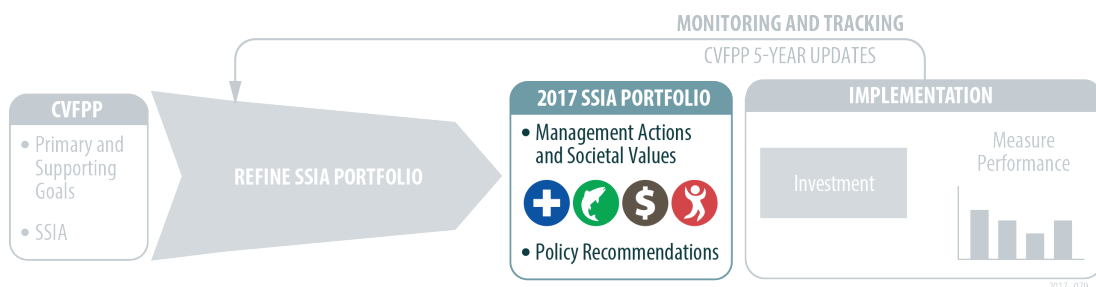 MONITORING AND TRACKING
CVFPP 5-YEAR UPDATES
CVFPP
• Primary and
Supporting
Goals
• SSIA
REFINE SSIA PORTFOLIO
2017 SSIA PORTFOLIO
• Management Actions
and Societal Values
$
• Policy Recommendations
IMPLEMENTATION
Investment
Measure
Performance